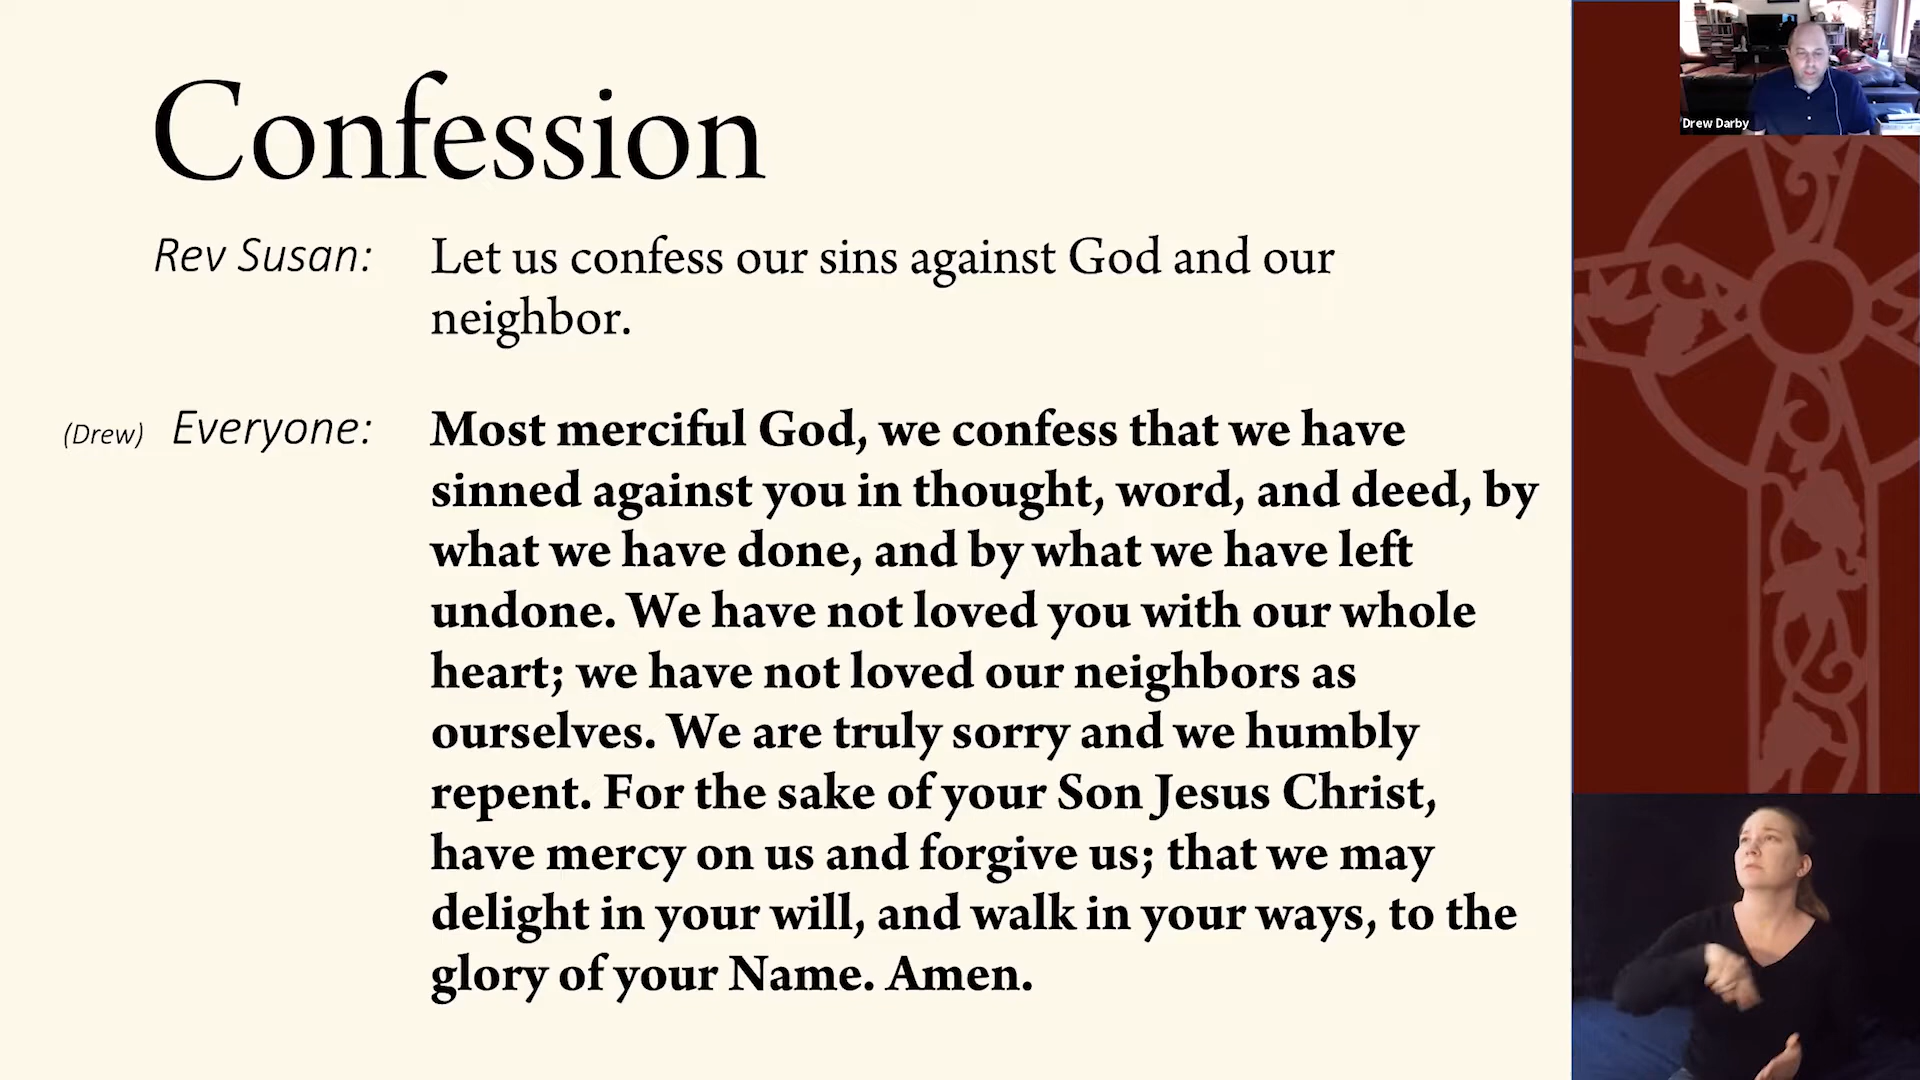 Confession
Rev Susan: Let us confess our sins against God and our
neighbor.
(Drew) Everyone: Most merciful God, we confess that we have
sinned against you in thought, word, and deed, by
what we have done, and by what we have left
undone. We have not loved you with our whole
heart; we have not loved our neighbors as
ourselves. We are truly sorry and we humbly
repent. For the sake of your Son Jesus Christ,
have mercy on us and forgive us; that we may
delight in your will, and walk in your ways, to the
glory of your Name. Amen.
Drew Darby